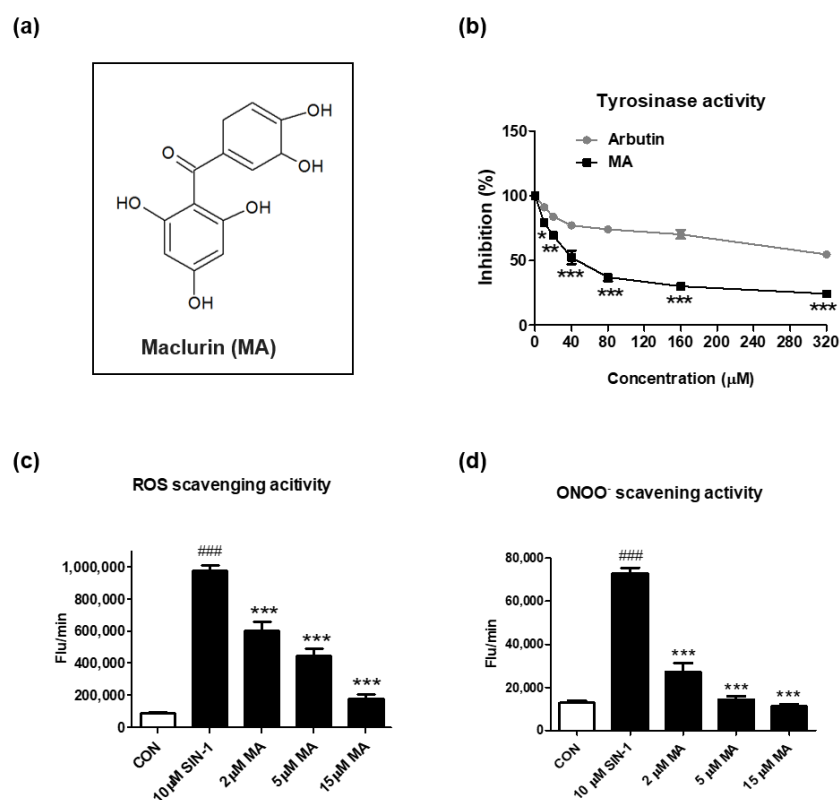 (a)
OH
O
OH
HO
OH
OH
Maclurin (MA)
(b)
Tyrosinase activity
Arbutin
MA
Inhibition (%)
150
100
50
0
*
**
***
***
***
***
0 10 20 40 80 160 320
Concentration (μM)
(c)
ROS scavenging acitivity
Flu/min
1,000,000
800,000
600,000
400,000
200,000
0
###
***
***
***
CON
10 μM SIN-1
2 μM MA
5 μM MA
15 μM MA
(d)
ONOO⁻ scavening activity
Flu/min
80,000
60,000
40,000
20,000
0
###
***
***
***
CON
10 μM SIN-1
2 μM MA
5 μM MA
15 μM MA